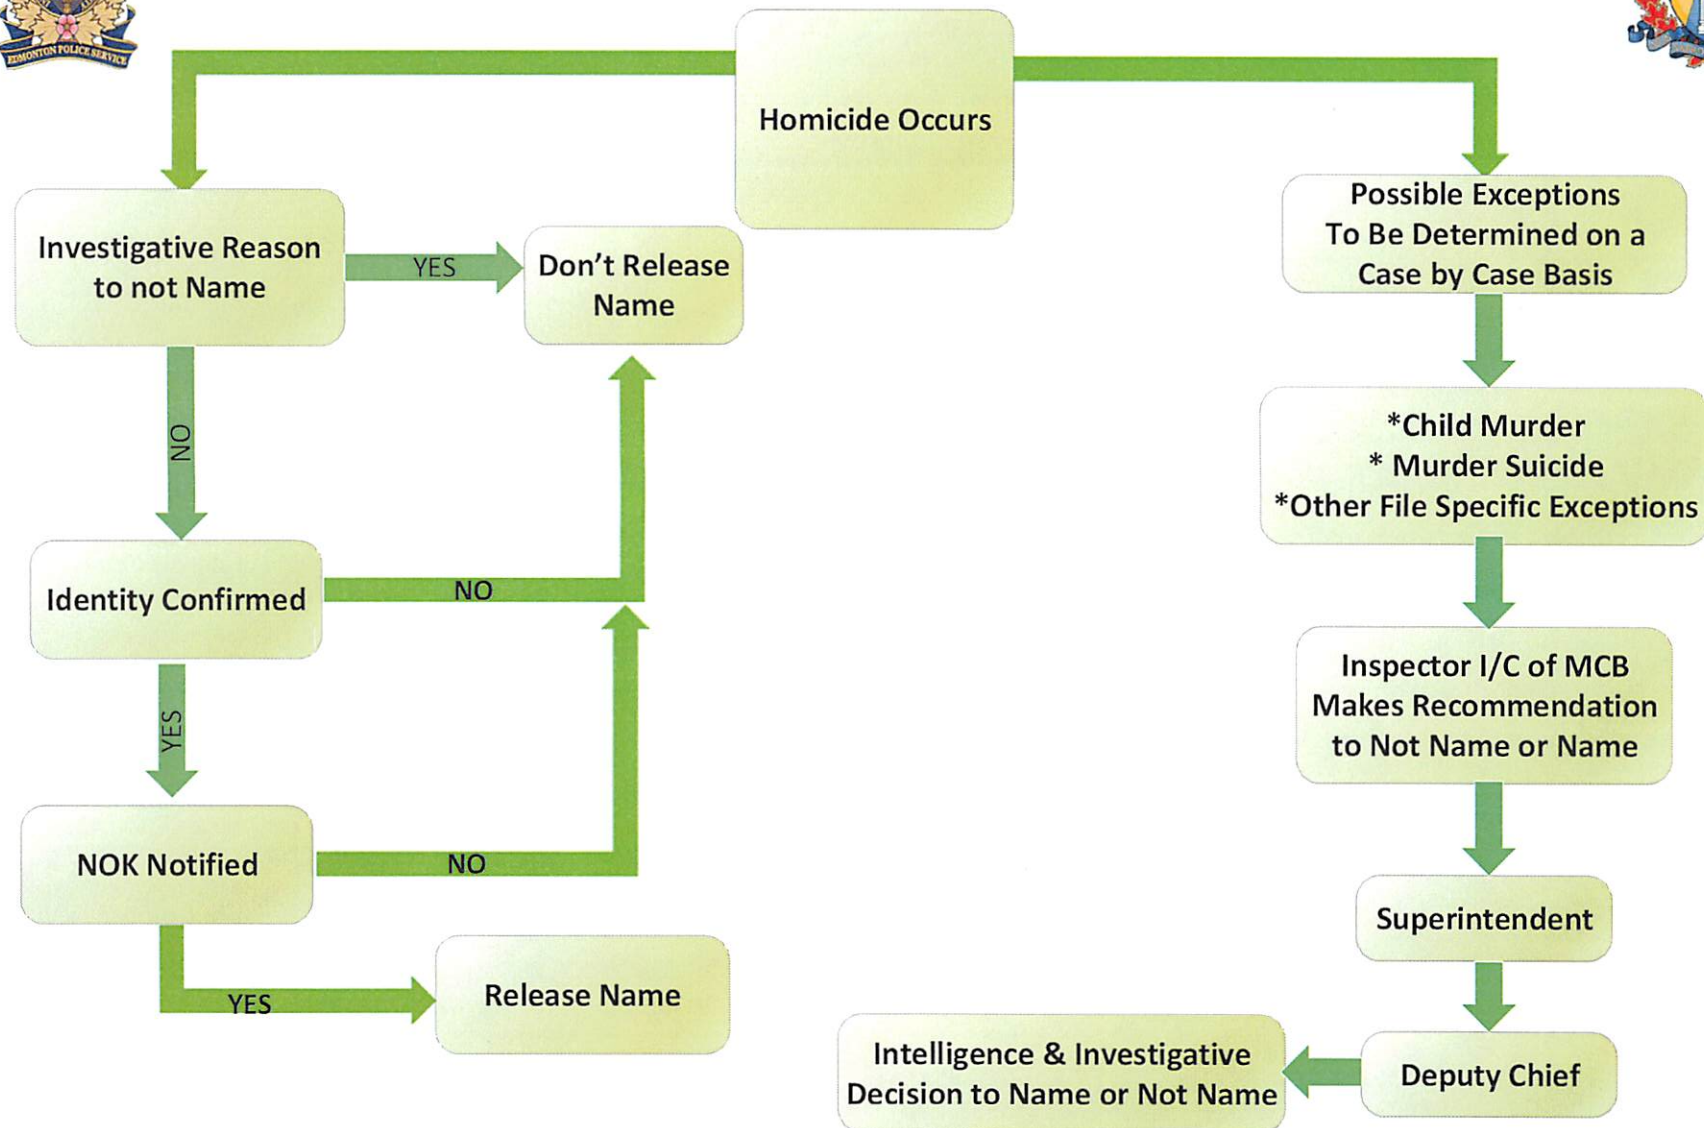 EDMONTON POLICE SERVICE
Homicide Occurs
Investigative Reason
to not Name
YES
Don't Release
Name
NO
Identity Confirmed
NO
YES
NOK Notified
NO
YES
Release Name
Possible Exceptions
To Be Determined on a
Case by Case Basis
*Child Murder
* Murder Suicide
*Other File Specific Exceptions
Inspector I/C of MCB
Makes Recommendation
to Not Name or Name
Superintendent
Deputy Chief
Intelligence & Investigative
Decision to Name or Not Name